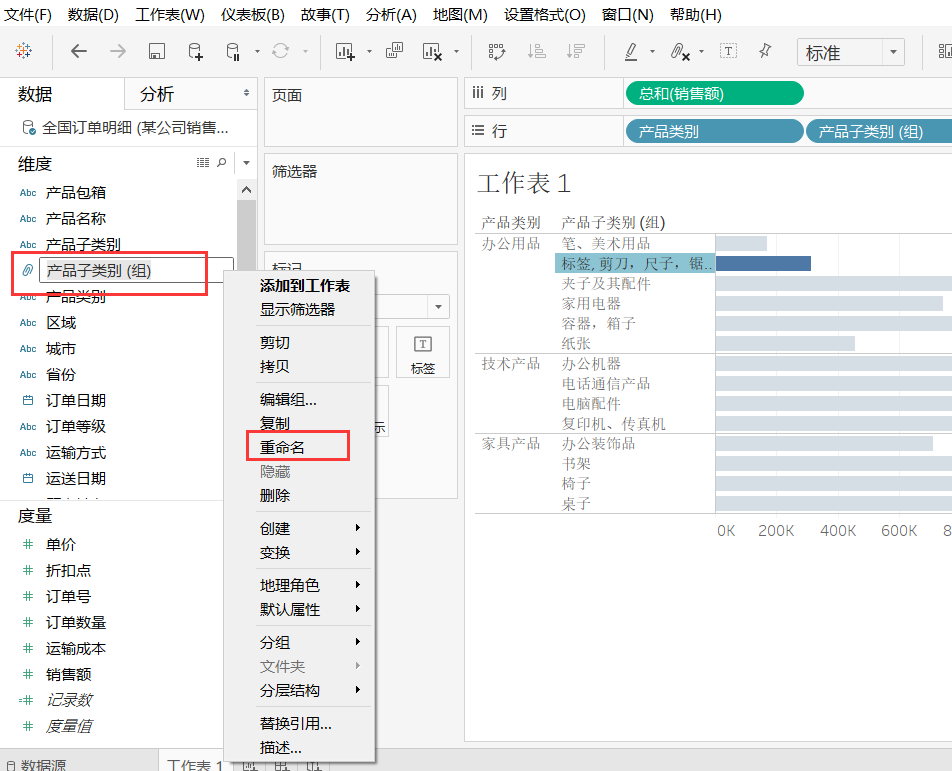 文件(F) 数据(D) 工作表(W) 仪表板(B) 故事(T) 分析(A) 地图(M) 设置格式(O) 窗口(N) 帮助(H)
标准
数据 分析
全国订单明细 (某公司销售...
维度
Abc 产品包箱
Abc 产品名称
Abc 产品子类别
产品子类别 (组)
产品类别
Abc 区域
Abc 城市
Abc 省份
订单日期
Abc 订单等级
Abc 运输方式
运送日期
度量
# 单价
# 折扣点
# 订单号
# 订单数量
# 运输成本
# 销售额
=# 记录数
# 度量值
数据源 工作表 1
页面
筛选器
标记
标签
示
添加到工作表
显示筛选器
剪切
拷贝
编辑组...
复制
重命名
隐藏
删除
创建
变换
地理角色
默认属性
分组
文件夹
分层结构
替换引用...
描述...
列 总和(销售额)
行 产品类别 产品子类别 (组)
工作表 1
产品类别 产品子类别 (组)
办公用品 笔、美术用品
标签, 剪刀，尺子，锯..
夹子及其配件
家用电器
容器，箱子
纸张
技术产品 办公机器
电话通信产品
电脑配件
复印机、传真机
家具产品 办公装饰品
书架
椅子
桌子
0K 200K 400K 600K 8